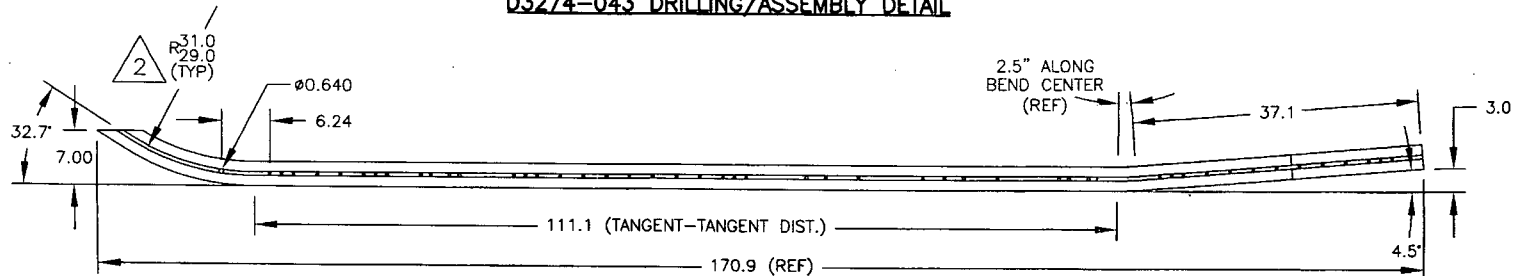 D3274-043 DRILLING/ASSEMBLY DETAIL
2
R31.0
29.0
(TYP)
⌀0.640
6.24
2.5" ALONG
BEND CENTER
(REF)
37.1
3.0
32.7°
7.00
111.1 (TANGENT-TANGENT DIST.)
4.5°
170.9 (REF)